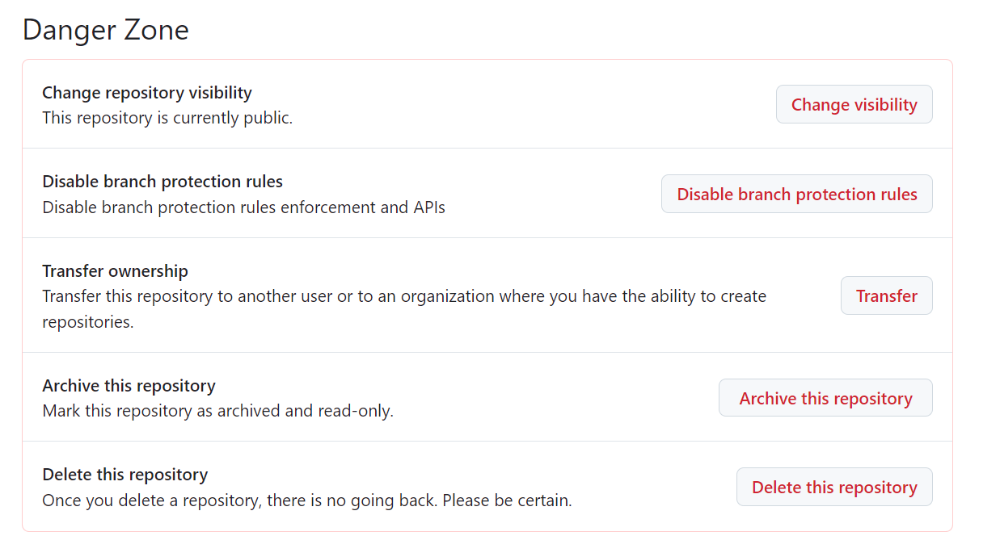 Danger Zone
Change repository visibility
This repository is currently public.
Change visibility
Disable branch protection rules
Disable branch protection rules enforcement and APIs
Disable branch protection rules
Transfer ownership
Transfer this repository to another user or to an organization where you have the ability to create
repositories.
Transfer
Archive this repository
Mark this repository as archived and read-only.
Archive this repository
Delete this repository
Once you delete a repository, there is no going back. Please be certain.
Delete this repository